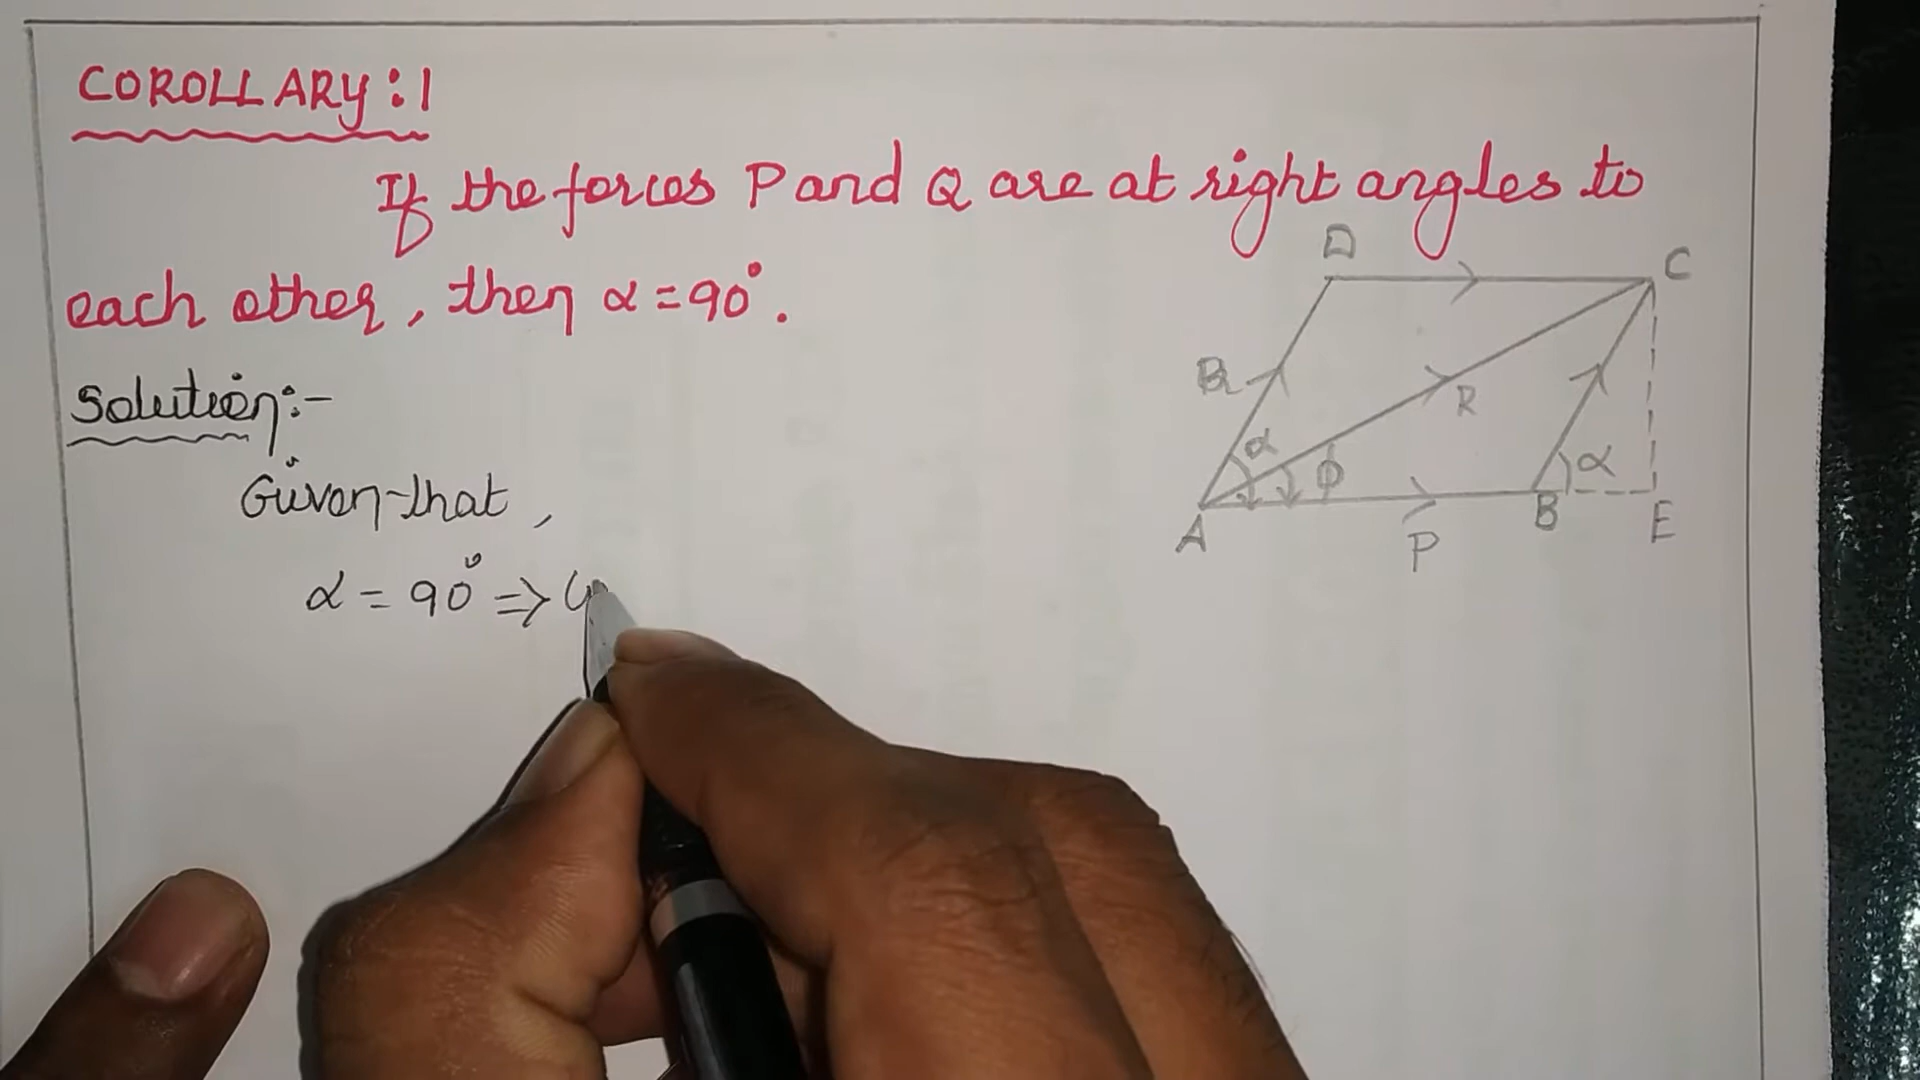 COROLLARY:1
If the forces P and Q are at right angles to
each other, then α=90°.
Solution:-
Given that,
α = 90° =>
D
C
R
α
φ
α
A
P
B
E